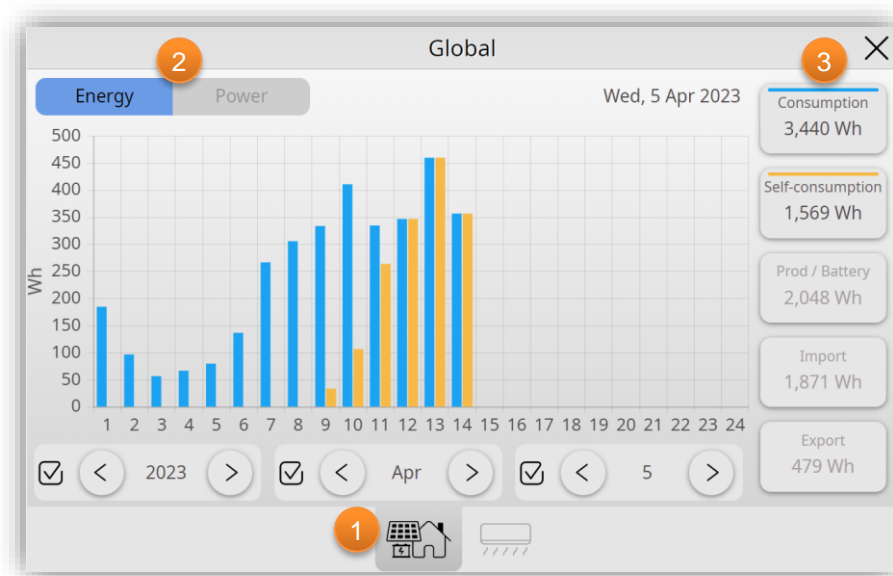 Global
2
3
Energy
Power
Wed, 5 Apr 2023
Consumption
3,440 Wh
Self-consumption
1,569 Wh
Prod / Battery
2,048 Wh
Import
1,871 Wh
Export
479 Wh
Wh
500
450
400
350
300
250
200
150
100
50
0
1 2 3 4 5 6 7 8 9 10 11 12 13 14 15 16 17 18 19 20 21 22 23 24
< 2023 > < Apr > < 5 >
1